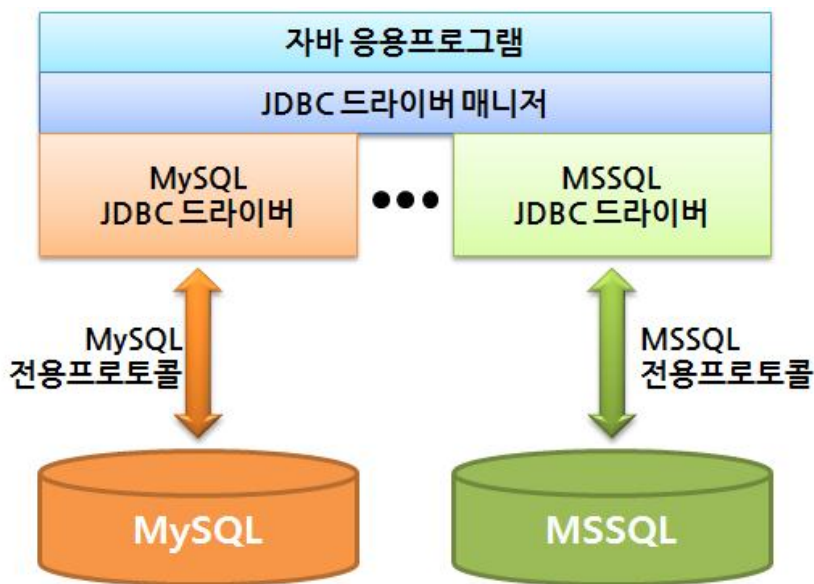 자바 응용프로그램
JDBC 드라이버 매니저
MySQL
JDBC 드라이버
MSSQL
JDBC 드라이버
MySQL
전용프로토콜
MSSQL
전용프로토콜
MySQL
MSSQL